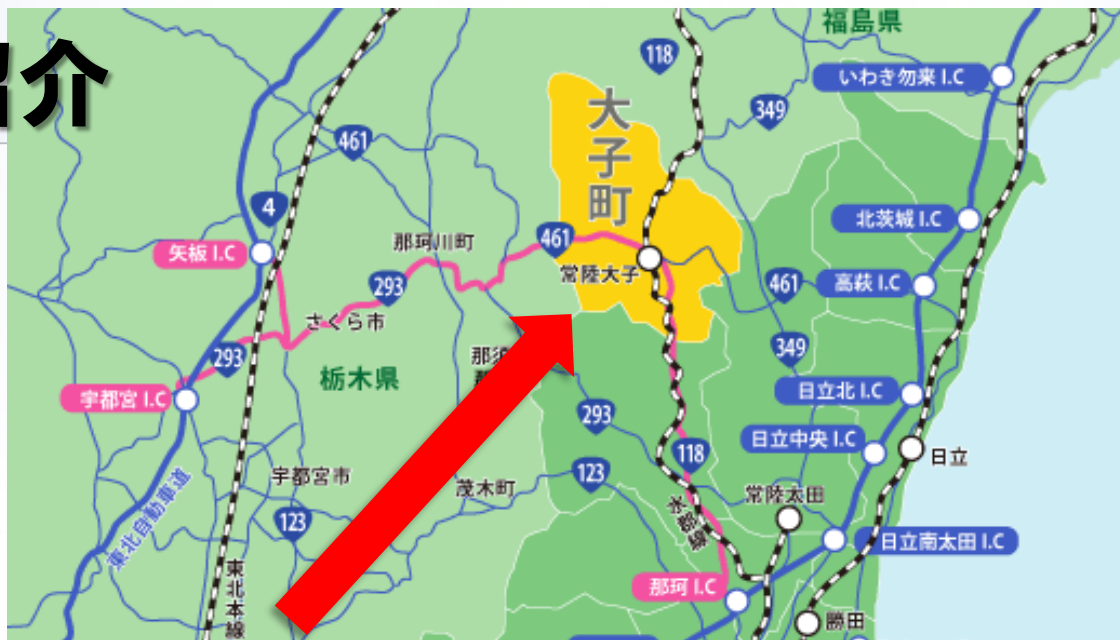 介
福島県
118
いわき勿来 I.C
349
大子町
461
4
北茨城 I.C
矢板 I.C
那珂川町
461
常陸大子
293
461
高萩 I.C
さくら市
349
293
栃木県
日立北 I.C
宇都宮 I.C
293
日立中央 I.C
118
日立
宇都宮市
123
茂木町
常陸太田
123
水郡線
東北自動車道
日立南太田 I.C
東北本線
那珂 I.C
勝田